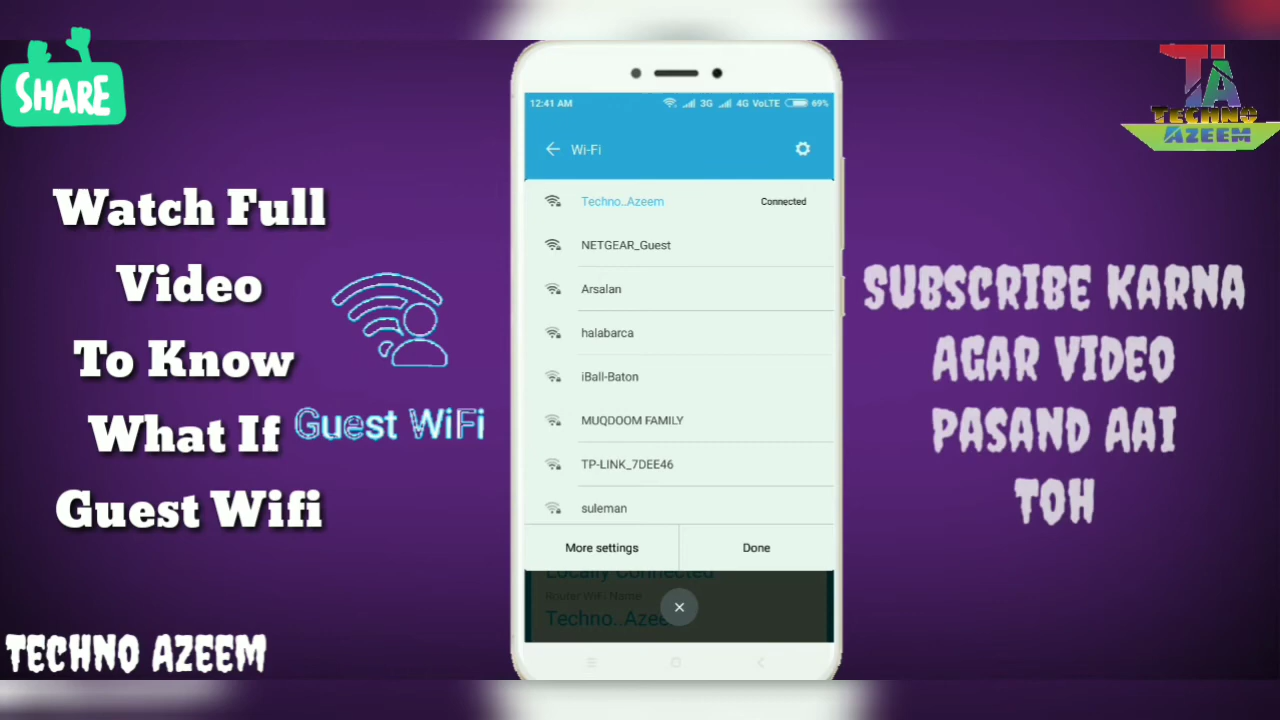 SHARE
TECHNO
AZEEM
Watch Full
Video
To Know
What If
Guest Wifi
Guest WiFi
12:41 AM
3G
4G VoLTE
69%
Wi-Fi
Techno..Azeem
Connected
NETGEAR_Guest
Arsalan
halabarca
iBall-Baton
MUQDOOM FAMILY
TP-LINK_7DEE46
suleman
More settings
Done
Locally Connected
Router WiFi Name
Techno..Azee
SUBSCRIBE KARNA
AGAR VIDEO
PASAND AAI
TOH
TECHNO AZEEM